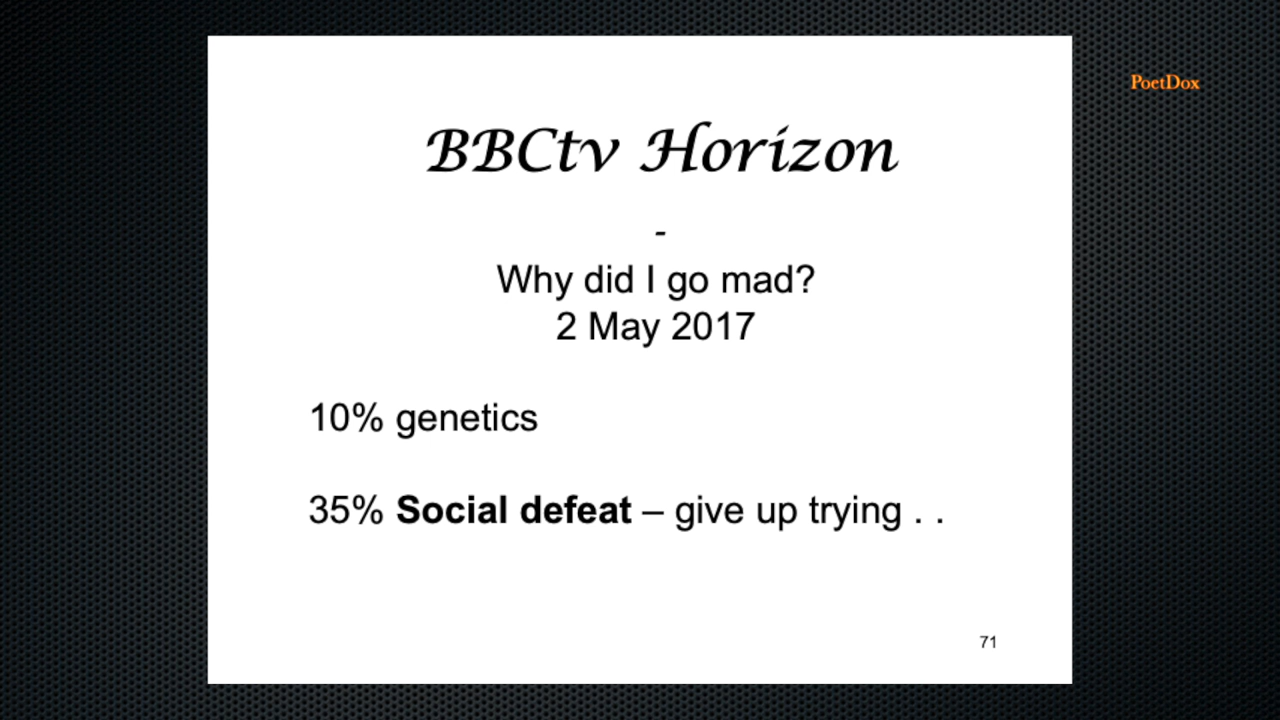 PoetDox
BBCtv Horizon
-
Why did I go mad?
2 May 2017
10% genetics
35% Social defeat – give up trying . .
71